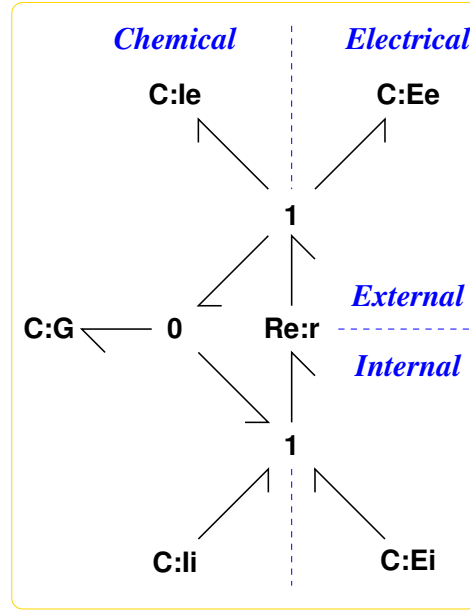 Chemical Electrical
C:Ie C:Ee
1
External
C:G 0 Re:r
Internal
1
C:Ii C:Ei